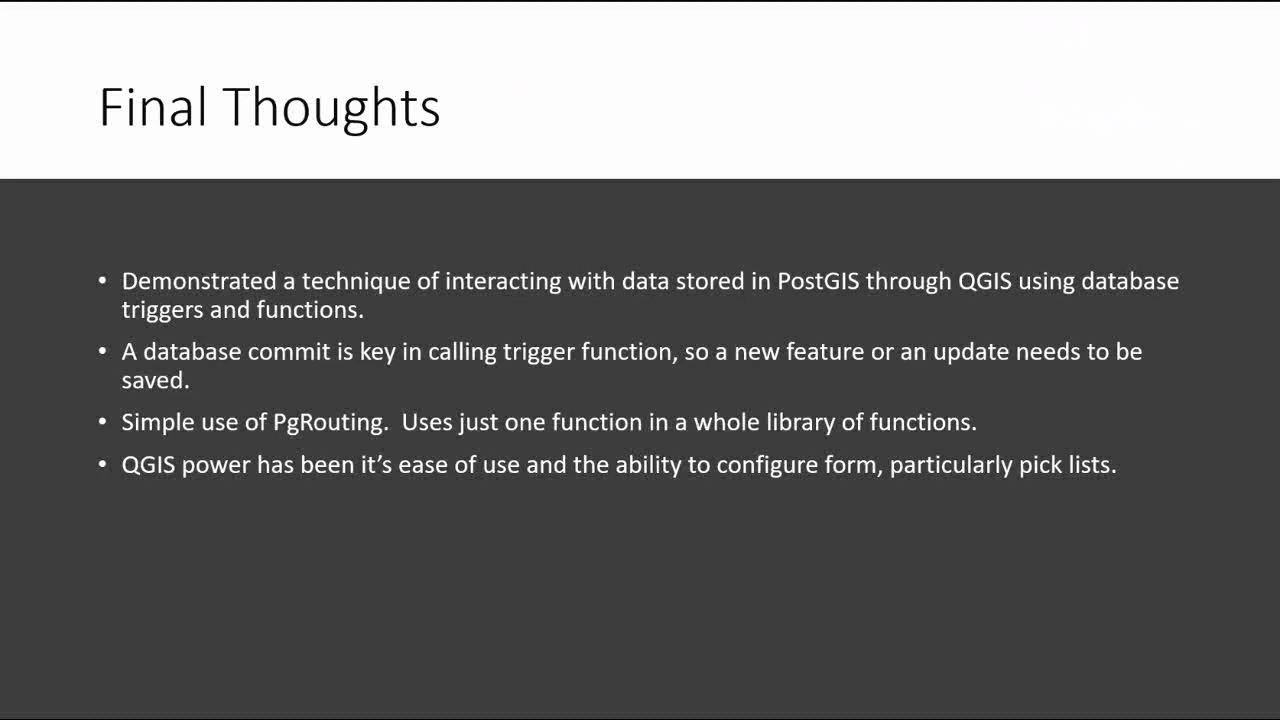 Final Thoughts
• Demonstrated a technique of interacting with data stored in PostGIS through QGIS using database
triggers and functions.
• A database commit is key in calling trigger function, so a new feature or an update needs to be
saved.
• Simple use of PgRouting.  Uses just one function in a whole library of functions.
• QGIS power has been it’s ease of use and the ability to configure form, particularly pick lists.